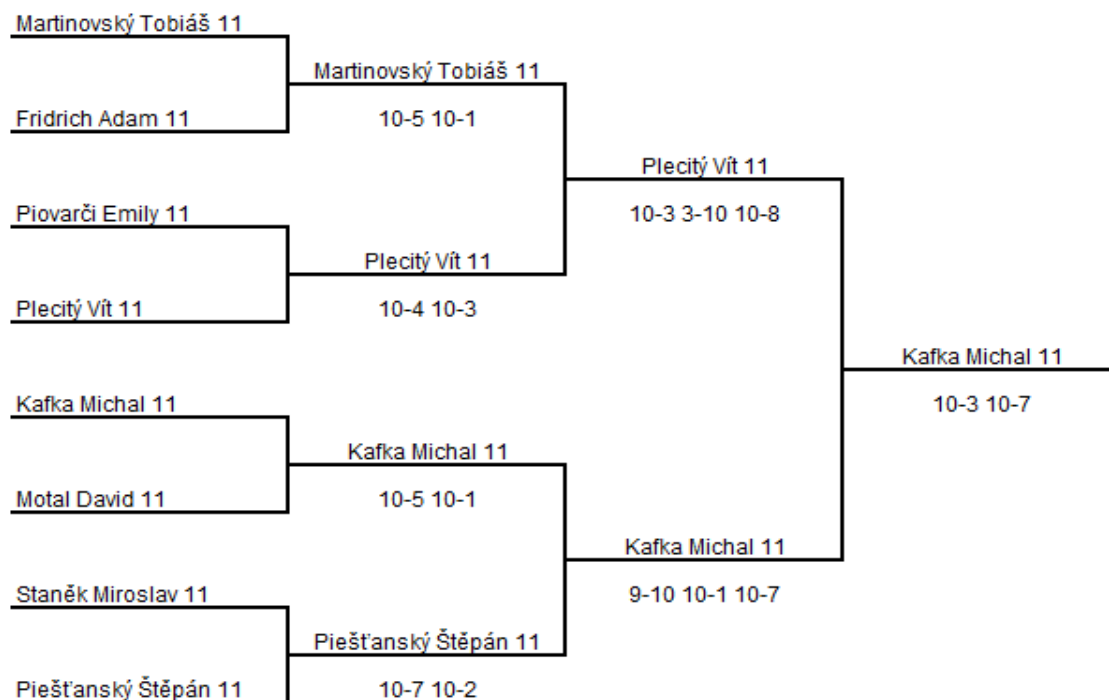 Martinovský Tobiáš 11
Martinovský Tobiáš 11
Fridrich Adam 11
10-5 10-1
Plecitý Vít 11
Piovarči Emily 11
10-3 3-10 10-8
Plecitý Vít 11
Plecitý Vít 11
10-4 10-3
Kafka Michal 11
Kafka Michal 11
10-3 10-7
Kafka Michal 11
Motal David 11
10-5 10-1
Kafka Michal 11
Staněk Miroslav 11
9-10 10-1 10-7
Piešťanský Štěpán 11
Piešťanský Štěpán 11
10-7 10-2